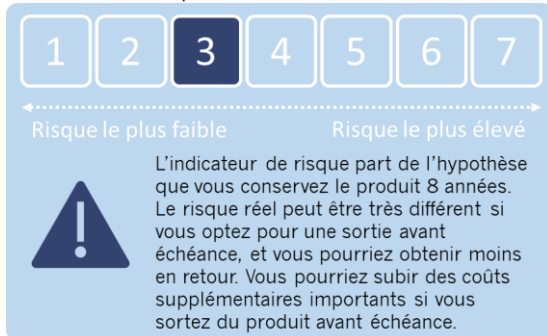 1 2 3 4 5 6 7
Risque le plus faible Risque le plus élevé
L'indicateur de risque part de l'hypothèse
que vous conservez le produit 8 années.
Le risque réel peut être très différent si
vous optez pour une sortie avant
échéance, et vous pourriez obtenir moins
en retour. Vous pourriez subir des coûts
supplémentaires importants si vous
sortez du produit avant échéance.